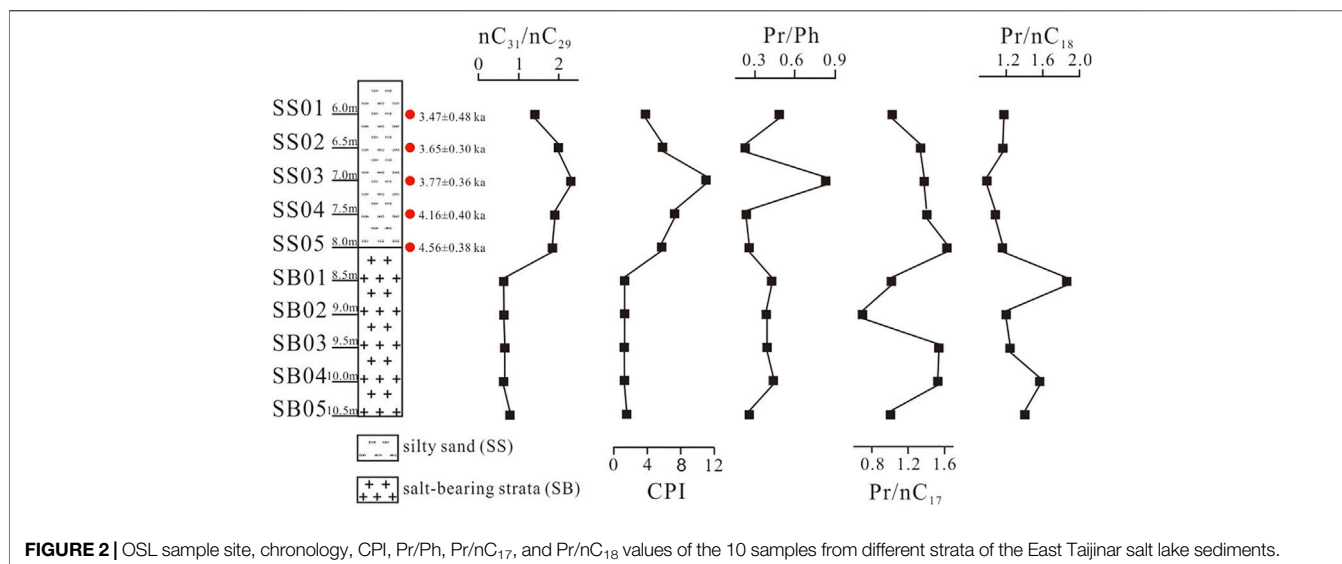 nC₃₁/nC₂₉ Pr/Ph Pr/nC₁₈
0 1 2 0.3 0.6 0.9 1.2 1.6 2.0
SS01 6.0m 3.47±0.48 ka
SS02 6.5m 3.65±0.30 ka
SS03 7.0m 3.77±0.36 ka
SS04 7.5m 4.16±0.40 ka
SS05 8.0m 4.56±0.38 ka
SB01 8.5m
SB02 9.0m
SB03 9.5m
SB04 10.0m
SB05 10.5m
silty sand (SS)
salt-bearing strata (SB)
0 4 8 12 0.8 1.2 1.6
CPI Pr/nC₁₇
FIGURE 2 | OSL sample site, chronology, CPI, Pr/Ph, Pr/nC₁₇, and Pr/nC₁₈ values of the 10 samples from different strata of the East Taijinar salt lake sediments.